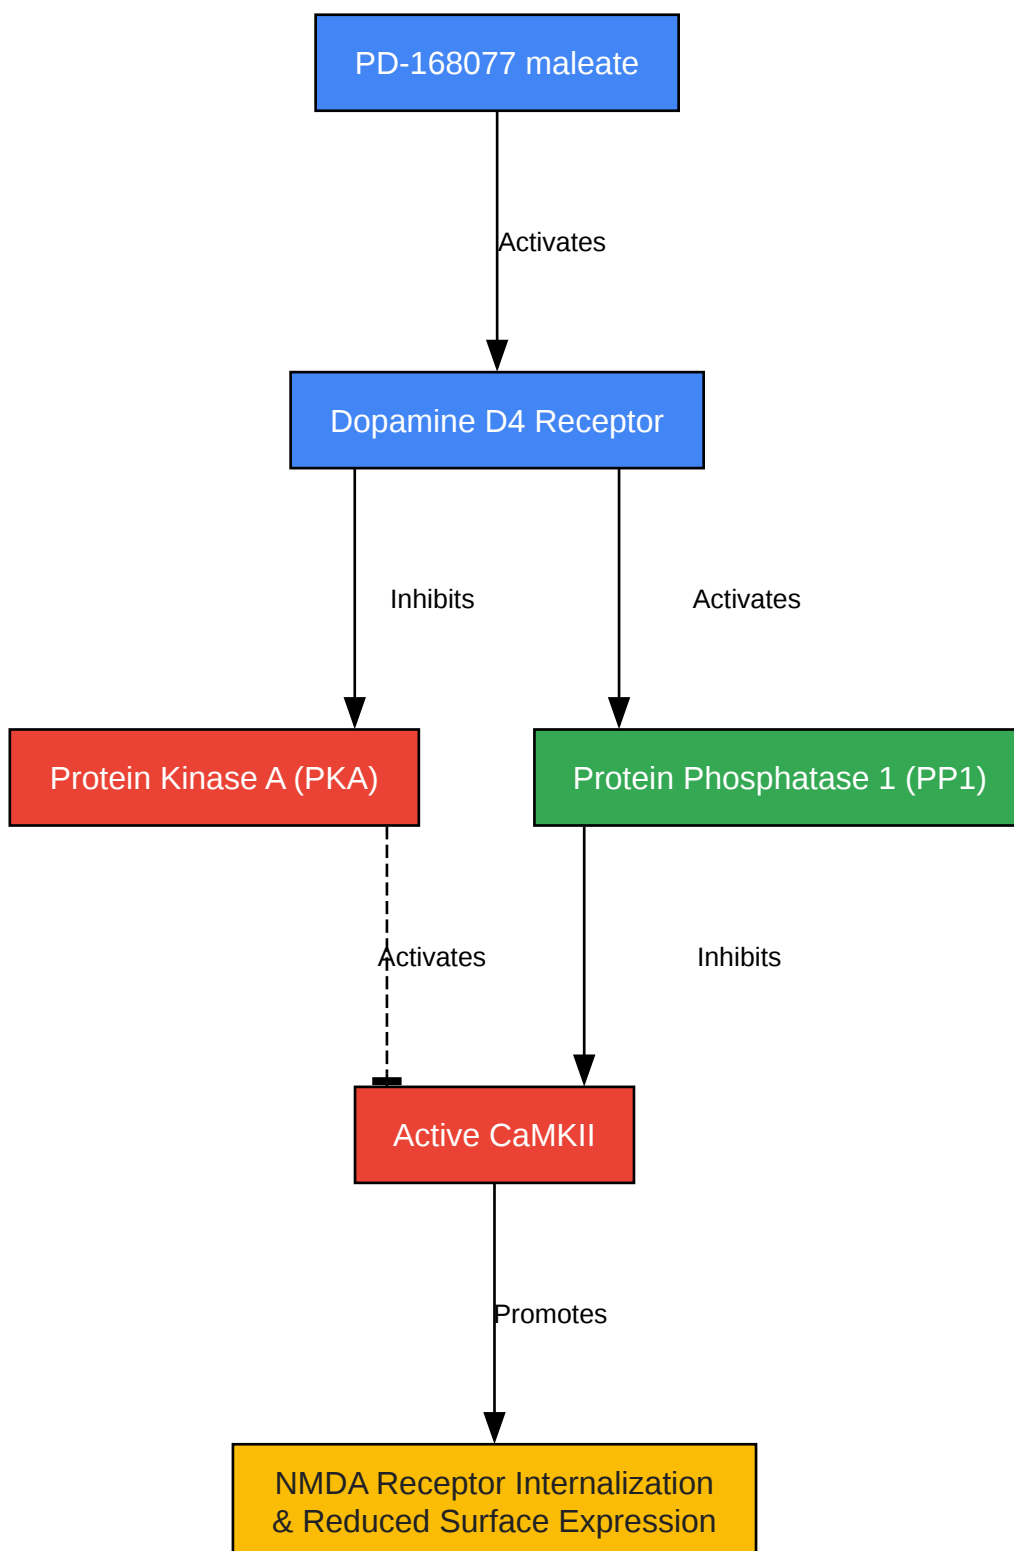 PD-168077 maleate
Activates
Dopamine D4 Receptor
Inhibits
Activates
Protein Kinase A (PKA)
Protein Phosphatase 1 (PP1)
Activates
Inhibits
Active CaMKII
Promotes
NMDA Receptor Internalization
& Reduced Surface Expression